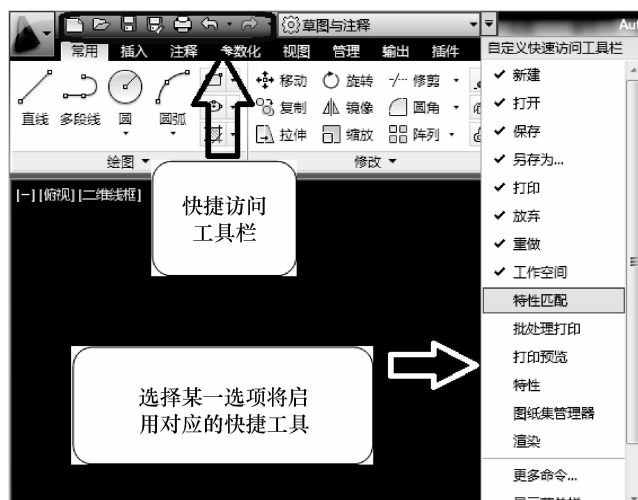 草图与注释
Au
常用 插入 注释 参数化 视图 管理 输出 插件
直线 多段线 圆 圆弧
移动 旋转 修剪
复制 镜像 圆角
拉伸 缩放 阵列
绘图 修改
[−][俯视][二维线框]
快捷访问
工具栏
选择某一选项将启
用对应的快捷工具
自定义快速访问工具栏
新建
打开
保存
另存为...
打印
放弃
重做
工作空间
特性匹配
批处理打印
打印预览
特性
图纸集管理器
渲染
更多命令...